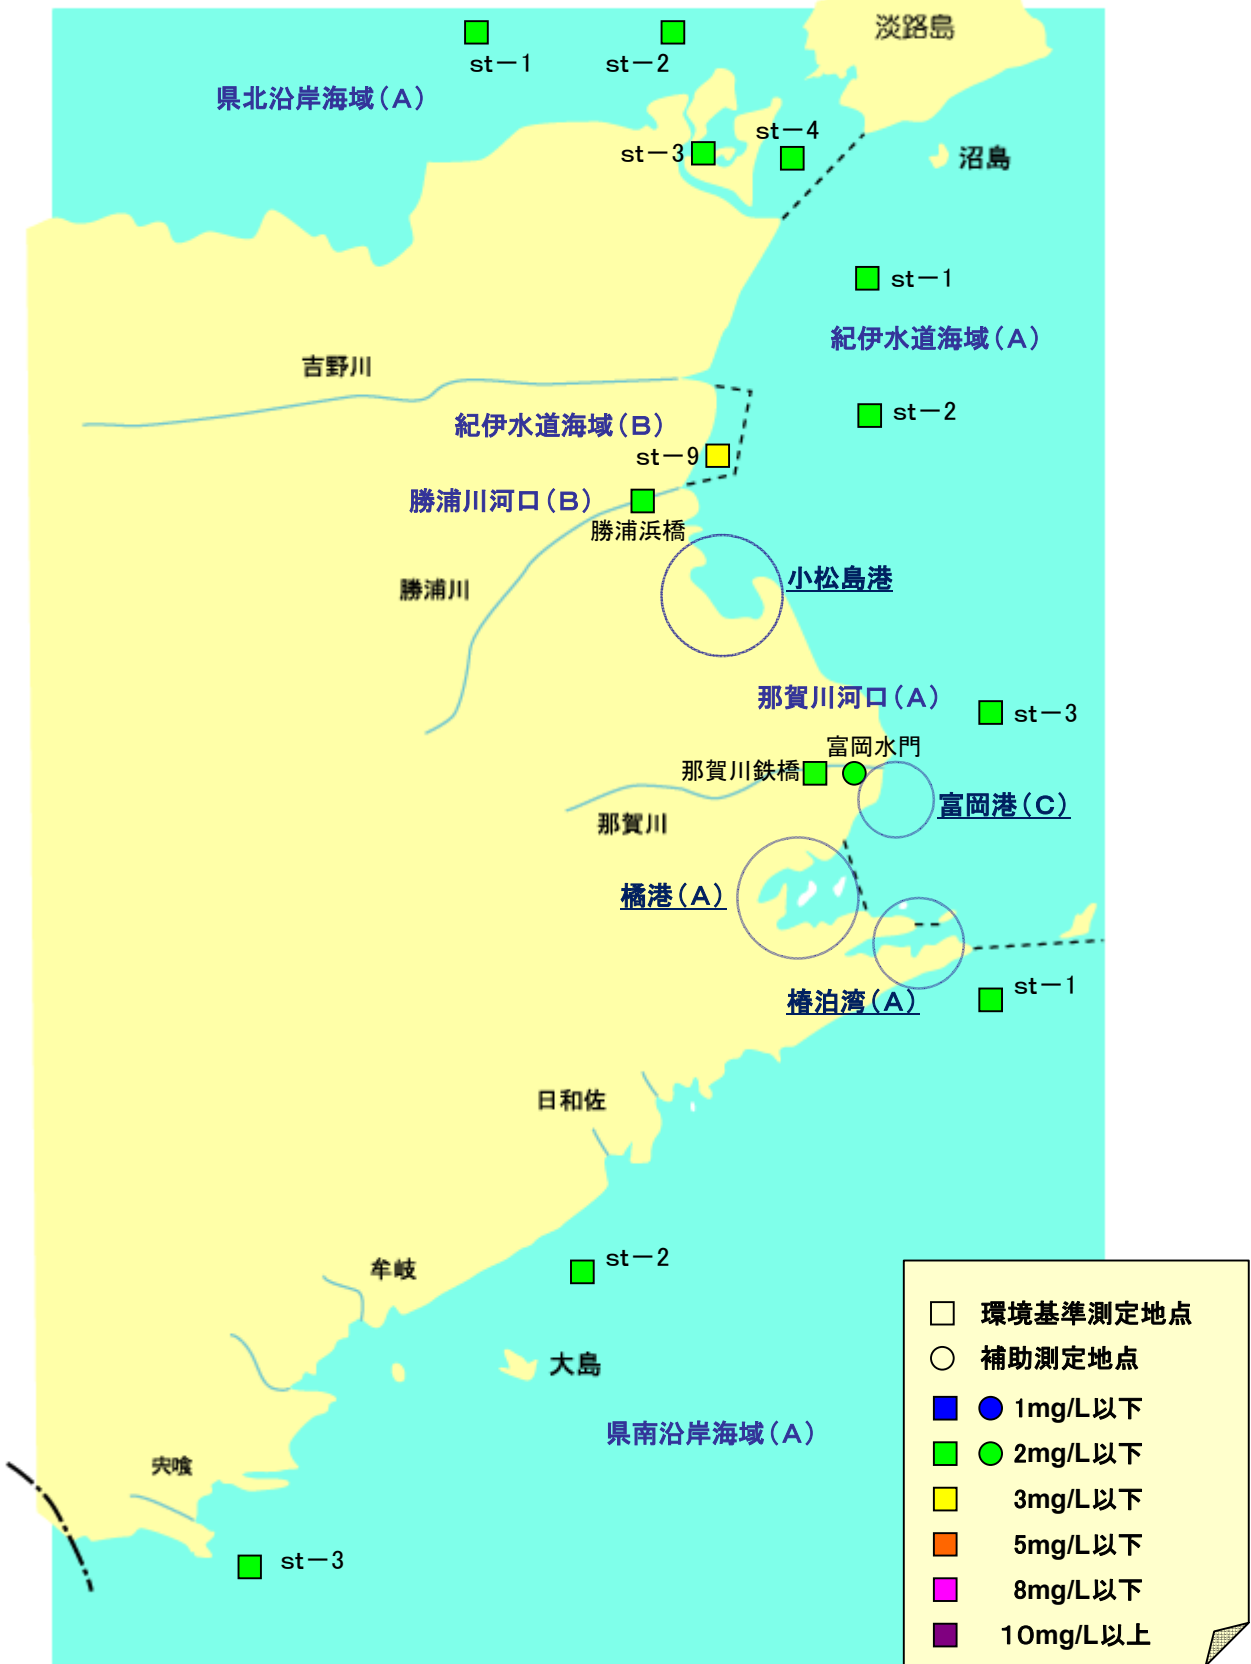 淡路島
st－1
st－2
県北沿岸海域（A）
st－4
st－3
沼島
st－1
紀伊水道海域（A）
吉野川
st－2
紀伊水道海域（B）
st－9
勝浦川河口（B）
勝浦浜橋
小松島港
勝浦川
那賀川河口（A）
st－3
富岡水門
那賀川鉄橋
富岡港（C）
那賀川
橘港（A）
椿泊湾（A）
st－1
日和佐
st－2
牟岐
大島
県南沿岸海域（A）
宍喰
st－3
環境基準測定地点
補助測定地点
1mg/L以下
2mg/L以下
3mg/L以下
5mg/L以下
8mg/L以下
10mg/L以上